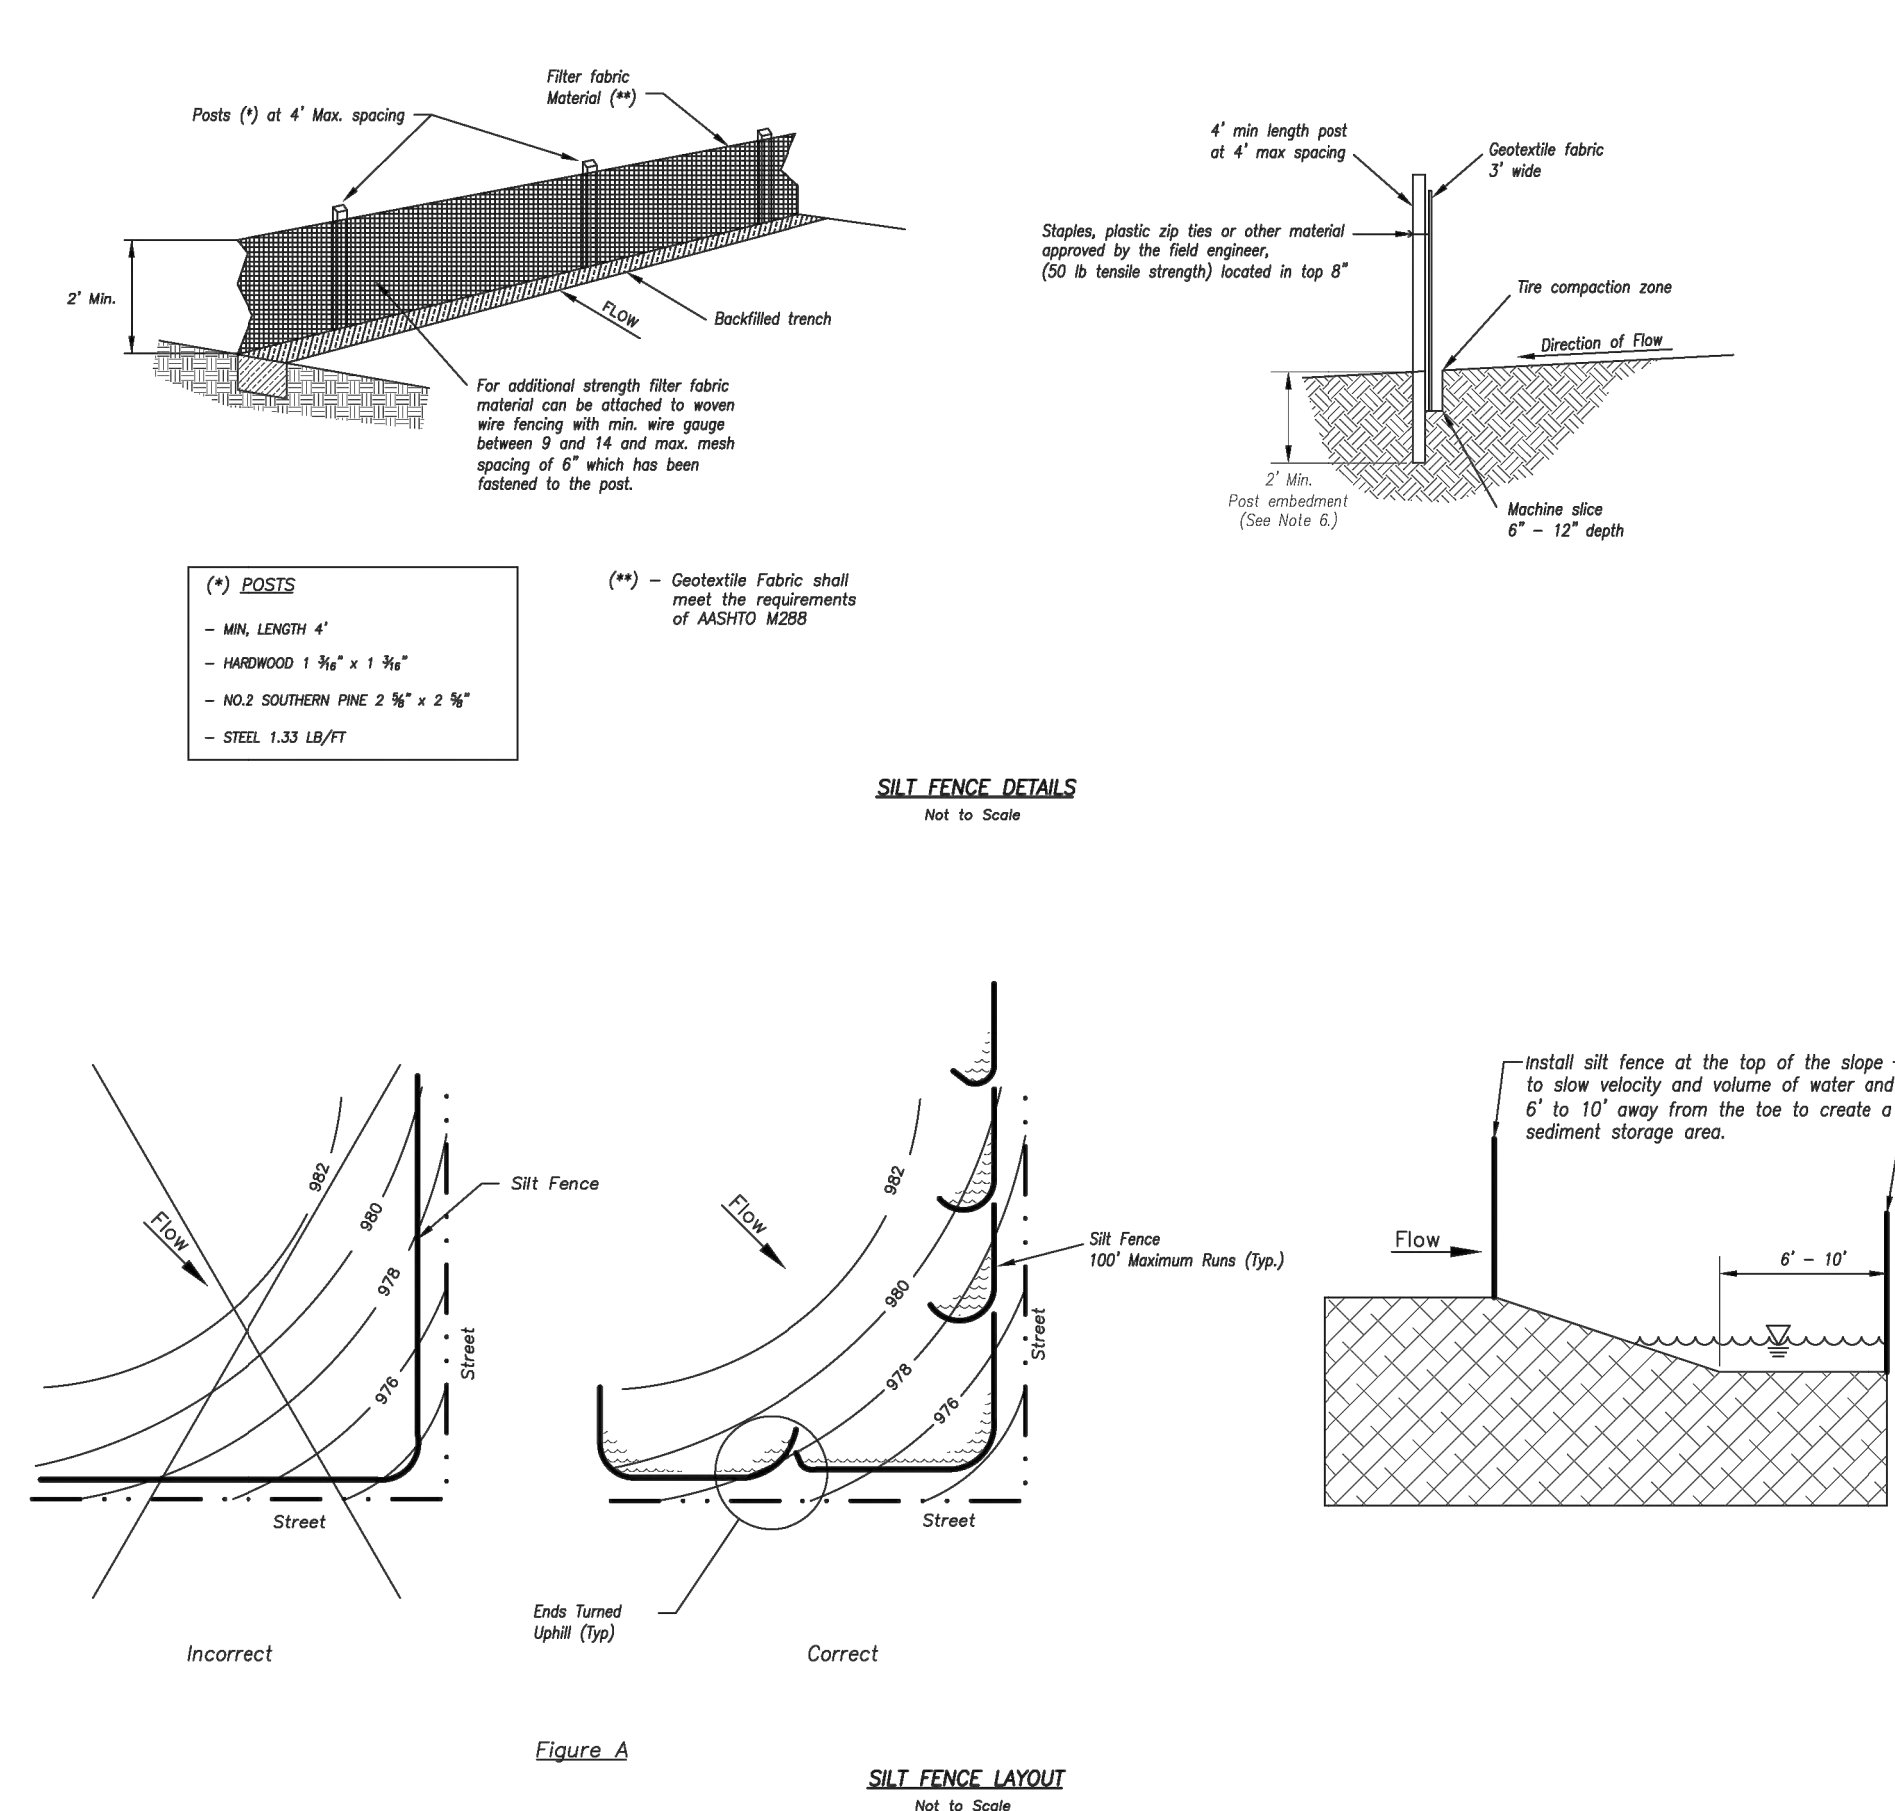 Filter fabric
Material (**)
Posts (*) at 4' Max. spacing
2' Min.
FLOW
Backfilled trench
For additional strength filter fabric
material can be attached to woven
wire fencing with min. wire gauge
between 9 and 14 and max. mesh
spacing of 6" which has been
fastened to the post.
4' min length post
at 4' max spacing
Geotextile fabric
3' wide
Staples, plastic zip ties or other material
approved by the field engineer,
(50 lb tensile strength) located in top 8"
Tire compaction zone
Direction of Flow
2' Min.
Post embedment
(See Note 6.)
Machine slice
6" – 12" depth
(*) POSTS
– MIN, LENGTH 4'
– HARDWOOD 1 3/16" x 1 3/16"
– NO.2 SOUTHERN PINE 2 5/8" x 2 5/8"
– STEEL 1.33 LB/FT
(**) – Geotextile Fabric shall
meet the requirements
of AASHTO M288
SILT FENCE DETAILS
Not to Scale
982
980
978
976
Flow
Silt Fence
Street
Street
Incorrect
982
980
978
976
Flow
Silt Fence
100' Maximum Runs (Typ.)
Street
Street
Ends Turned
Uphill (Typ)
Correct
Install silt fence at the top of the slope
to slow velocity and volume of water and
6' to 10' away from the toe to create a
sediment storage area.
Flow
6' – 10'
Figure A
SILT FENCE LAYOUT
Not to Scale